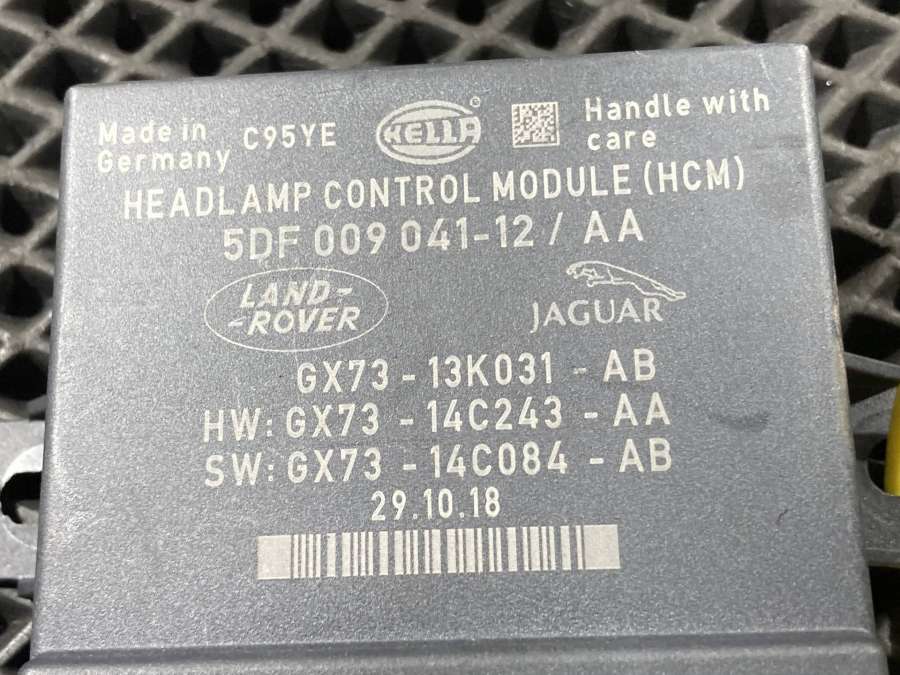 Made in Germany
C95YE
HELLA
Handle with care
HEADLAMP CONTROL MODULE (HCM)
5DF 009 041-12 / AA
LAND-
-ROVER
JAGUAR
GX73 - 13K031 - AB
HW: GX73 - 14C243 - AA
SW: GX73 - 14C084 - AB
29.10.18